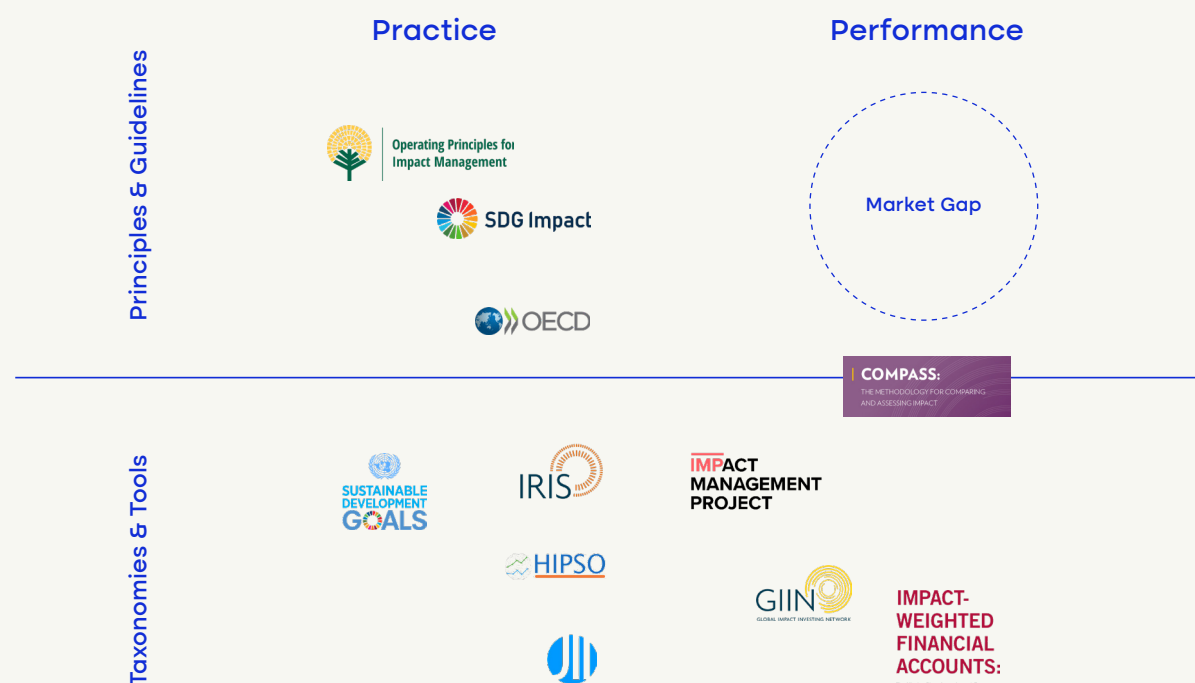 Practice
Performance
Principles & Guidelines
Operating Principles for
Impact Management
SDG Impact
Market Gap
OECD
COMPASS:
THE METHODOLOGY FOR COMPARING
AND ASSESSING IMPACT
Taxonomies & Tools
SUSTAINABLE
DEVELOPMENT
GOALS
IRIS
IMPACT
MANAGEMENT
PROJECT
HIPSO
GIIN
GLOBAL IMPACT INVESTING NETWORK
IMPACT-
WEIGHTED
FINANCIAL
ACCOUNTS: